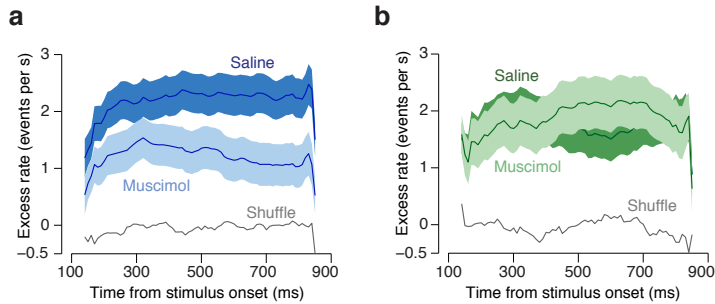 a
Excess rate (events per s)
3
2
1
0
−0.5
Saline
Muscimol
Shuffle
100
300
500
700
900
Time from stimulus onset (ms)
b
Excess rate (events per s)
3
2
1
0
−0.5
Saline
Muscimol
Shuffle
100
300
500
700
900
Time from stimulus onset (ms)